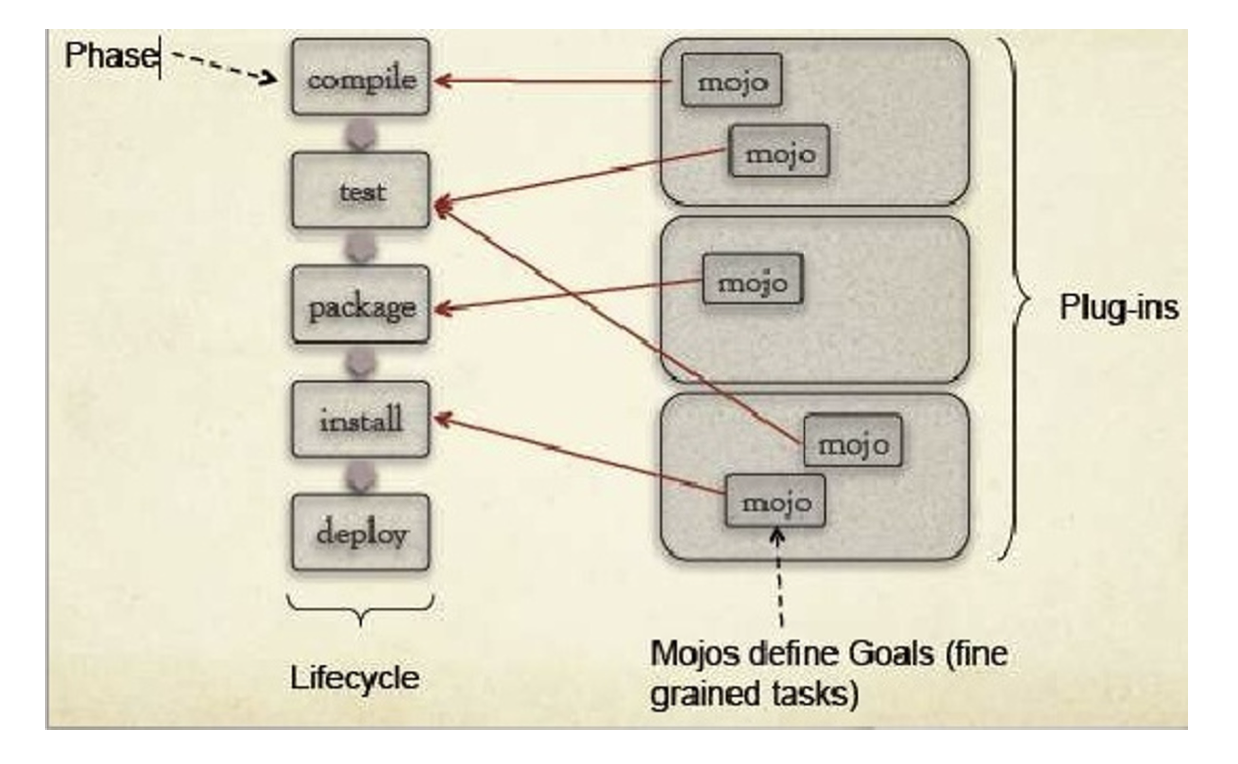 Phase
compile
mojo
mojo
test
mojo
package
Plug-ins
install
mojo
mojo
deploy
Mojos define Goals (fine
grained tasks)
Lifecycle